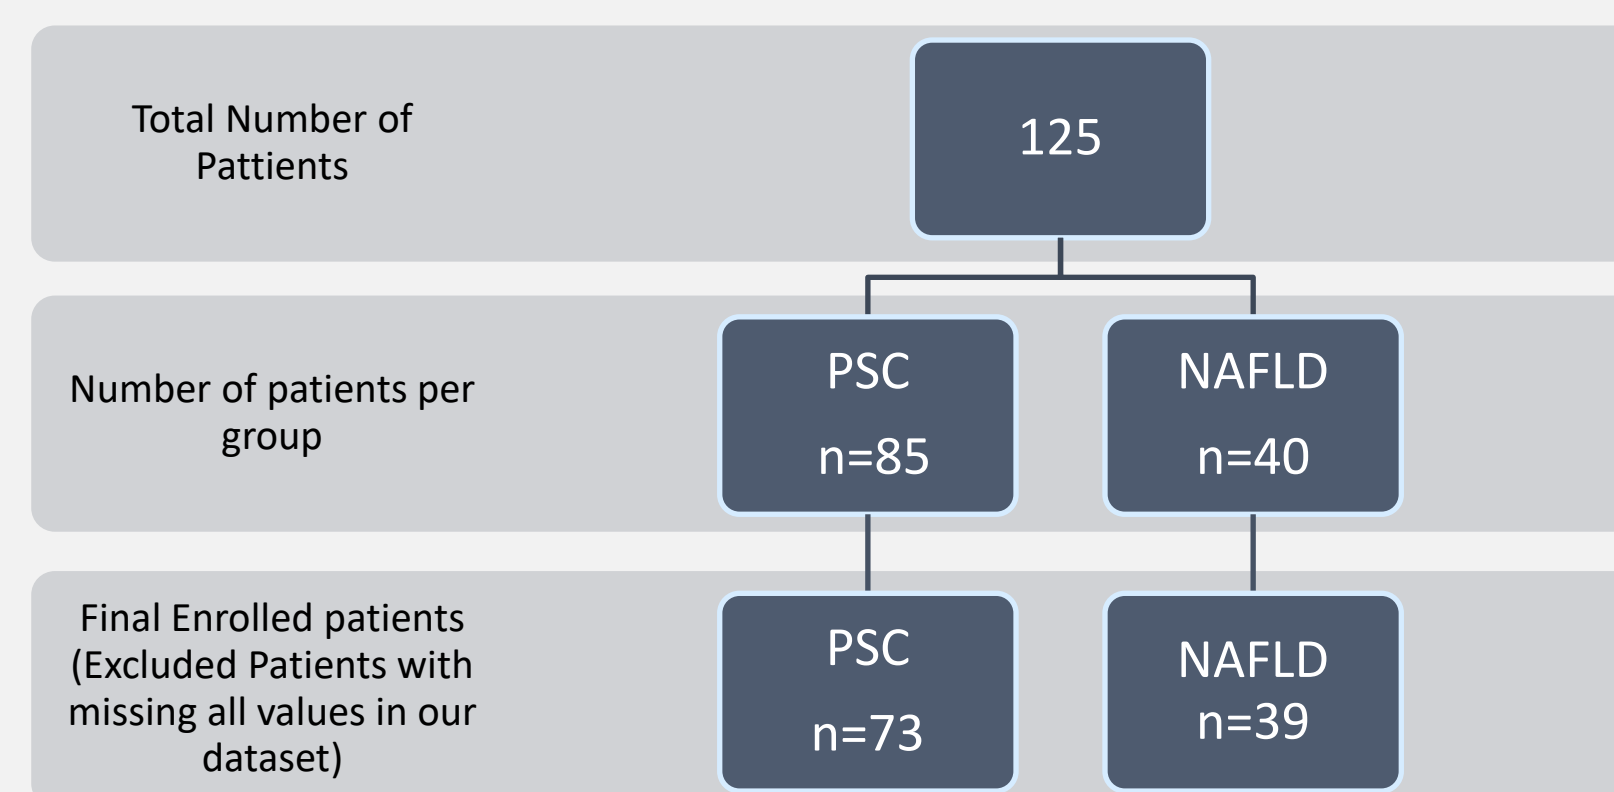 Total Number of
Pattients
125
Number of patients per
group
PSC
n=85
NAFLD
n=40
Final Enrolled patients
(Excluded Patients with
missing all values in our
dataset)
PSC
n=73
NAFLD
n=39